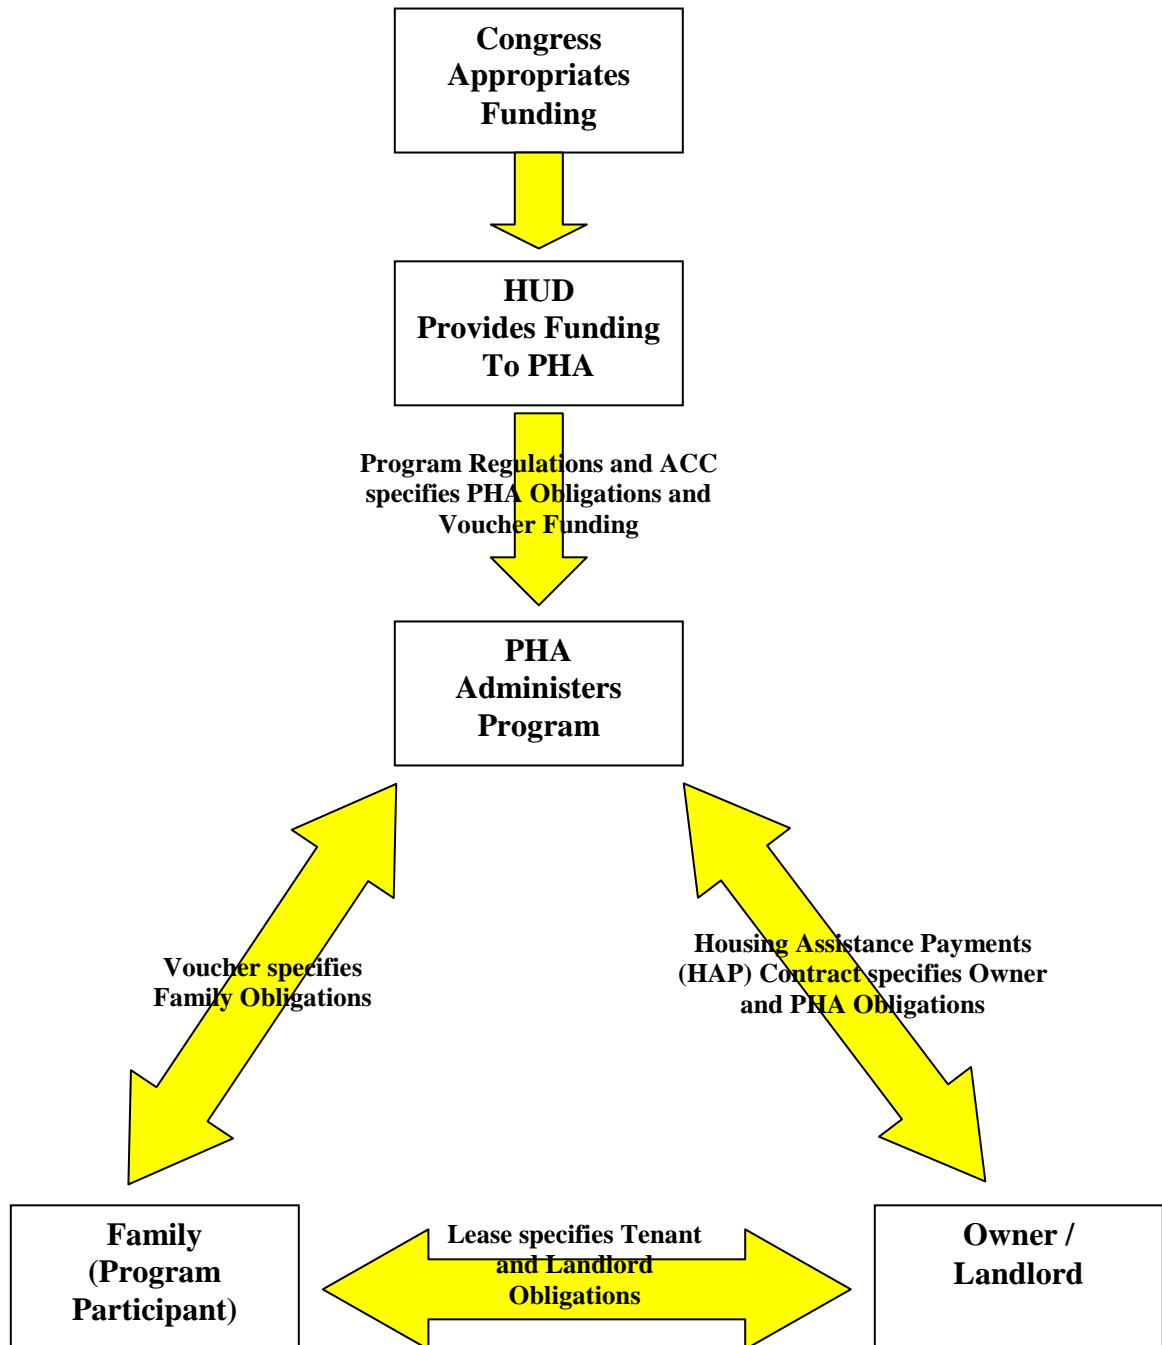 Congress
Appropriates
Funding
HUD
Provides Funding
To PHA
Program Regulations and ACC
specifies PHA Obligations and
Voucher Funding
PHA
Administers
Program
Voucher specifies
Family Obligations
Housing Assistance Payments
(HAP) Contract specifies Owner
and PHA Obligations
Family
(Program
Participant)
Lease specifies Tenant
and Landlord
Obligations
Owner /
Landlord